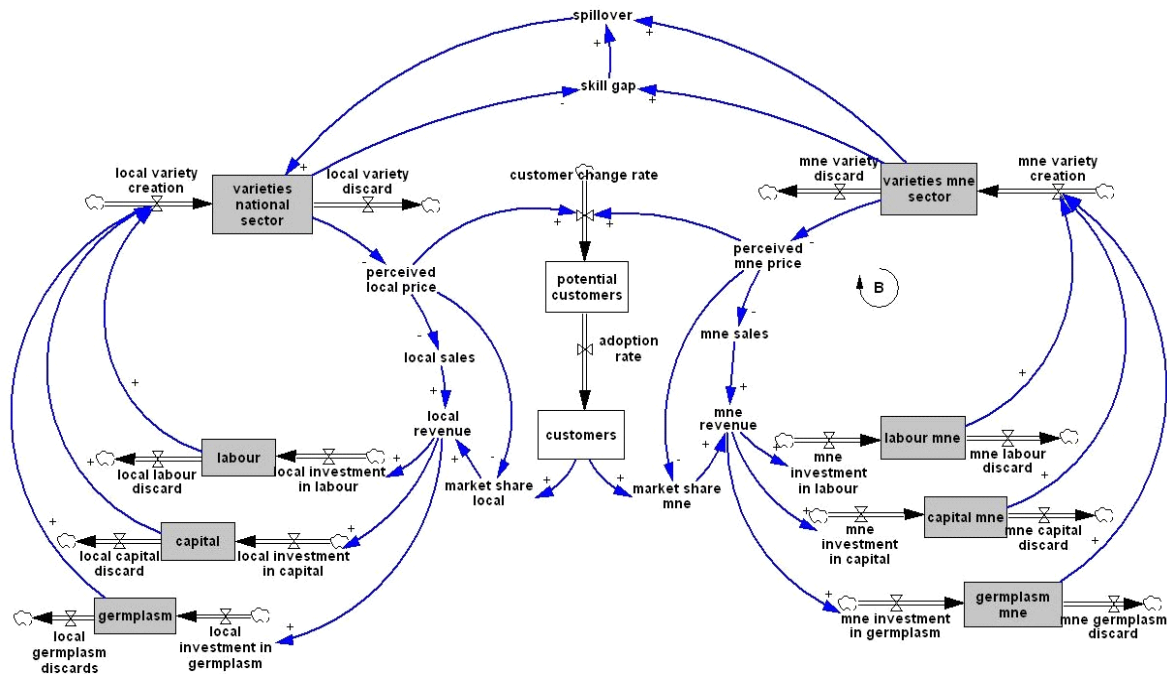 spillover
+
+
skill gap
-
+
local variety
creation
+
local variety
discard
customer change rate
mne variety
discard
mne variety
creation
varieties
national
sector
varieties mne
sector
+
+
-
-
perceived
local price
perceived
mne price
potential
customers
B
-
-
mne sales
local sales
adoption
rate
+
+
+
+
local
revenue
mne
revenue
customers
labour mne
+
+
-
+
-
+
labour
+
local labour
discard
local investment
in labour
+
market share
local
+
+
market share
mne
mne
investment
in labour
mne labour
discard
+
+
+
+
capital mne
capital
local capital
discard
local investment
in capital
mne
investment
in capital
mne capital
discard
+
germplasm
+
+
germplasm
mne
local
germplasm
discards
local
investment in
germplasm
mne investment
in germplasm
mne germplasm
discard